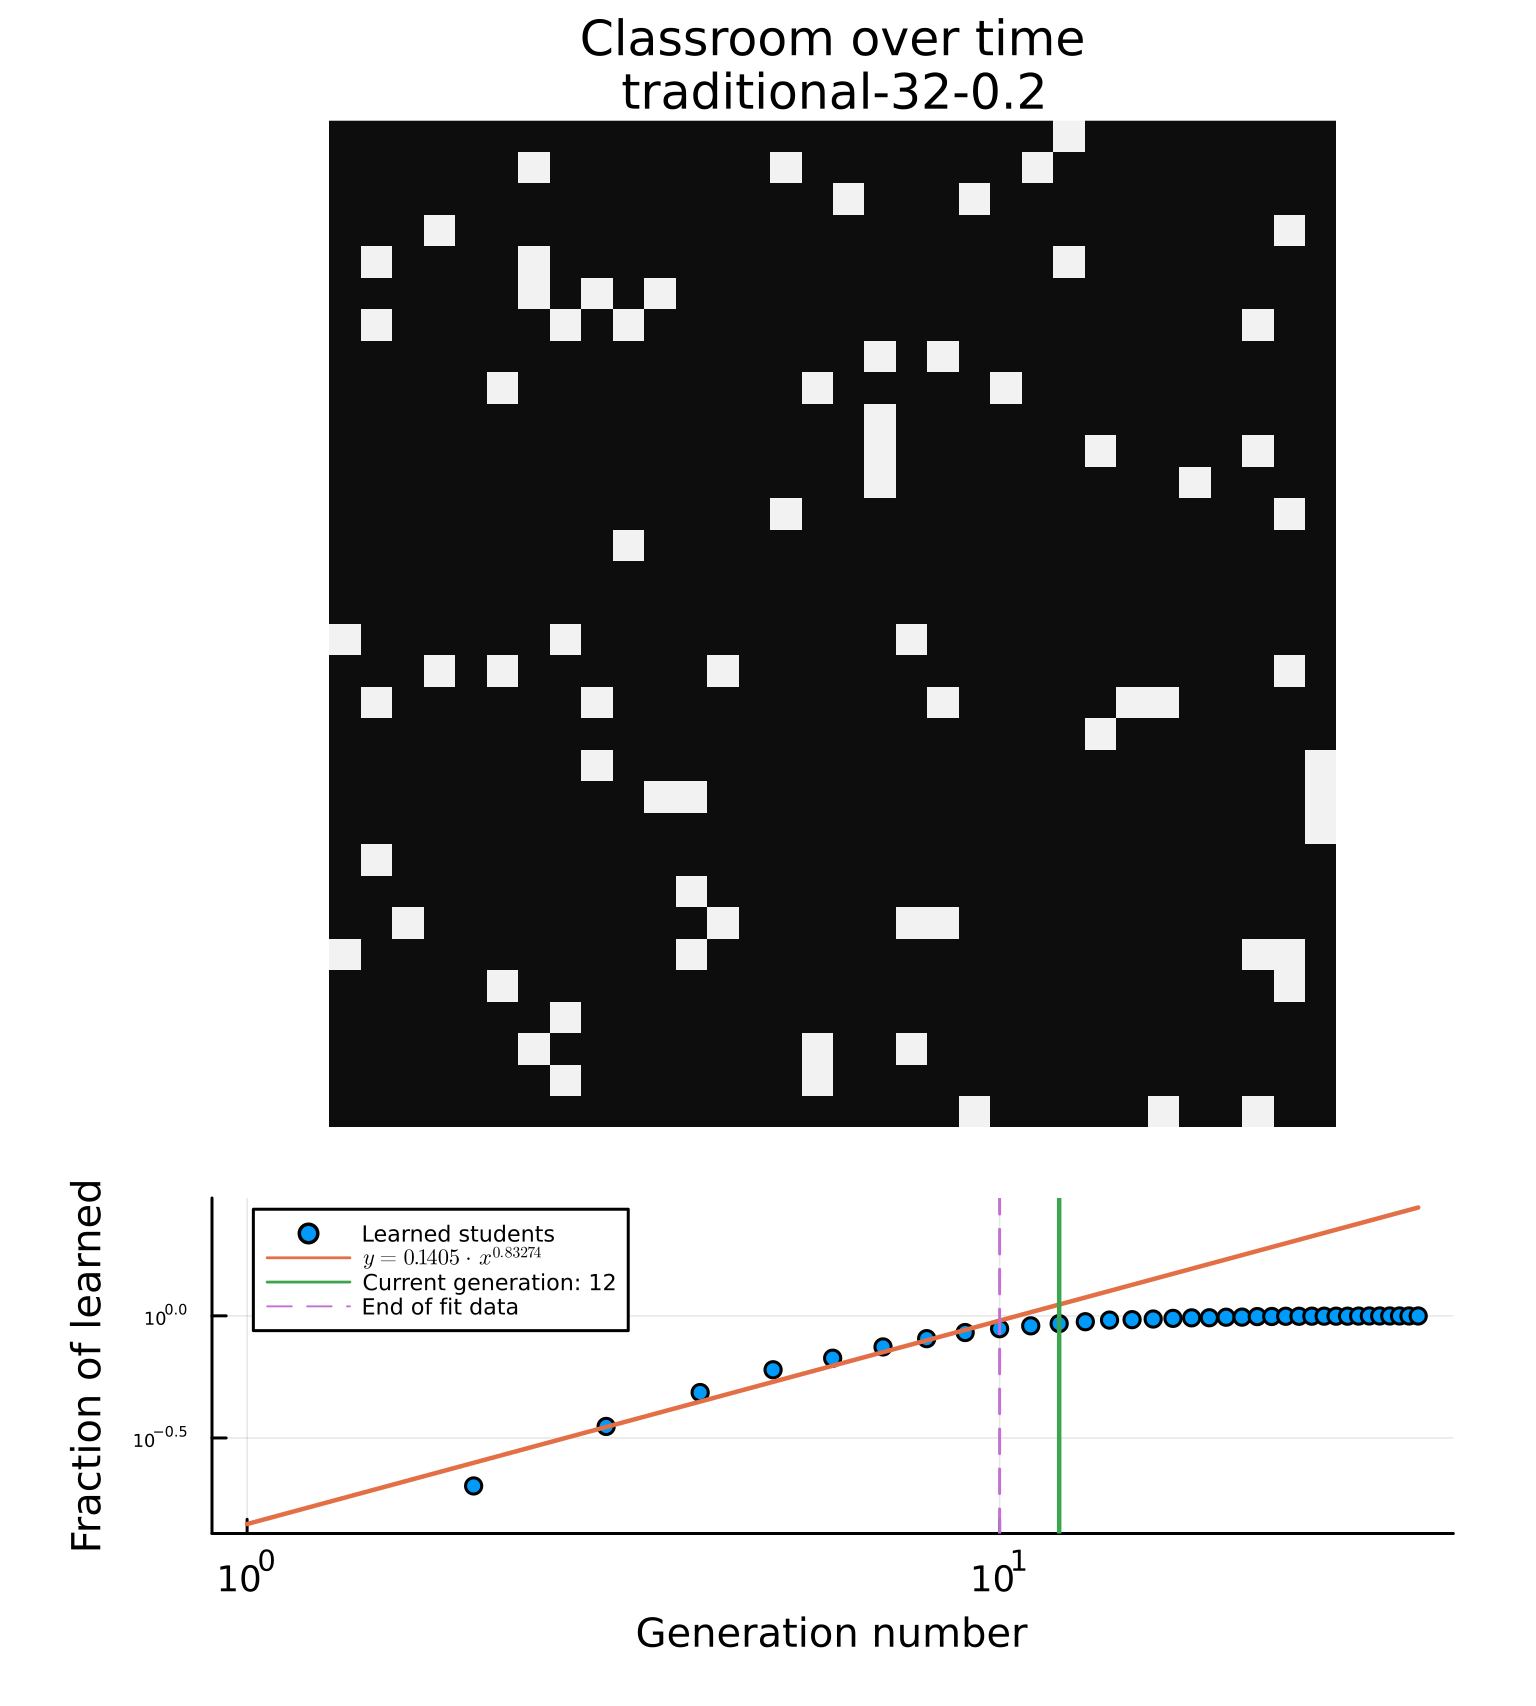 Classroom over time
traditional-32-0.2
Learned students
y = 0.1405 · x^0.83274
Current generation: 12
End of fit data
Fraction of learned
10^0.0
10^−0.5
10^0
10^1
Generation number